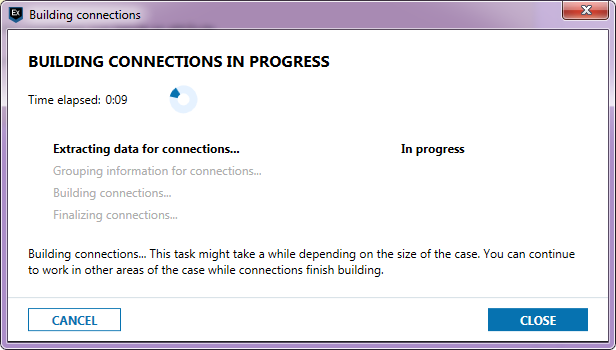 Ex Building connections
BUILDING CONNECTIONS IN PROGRESS
Time elapsed: 0:09
Extracting data for connections... In progress
Grouping information for connections...
Building connections...
Finalizing connections...
Building connections... This task might take a while depending on the size of the case. You can continue
to work in other areas of the case while connections finish building.
CANCEL CLOSE